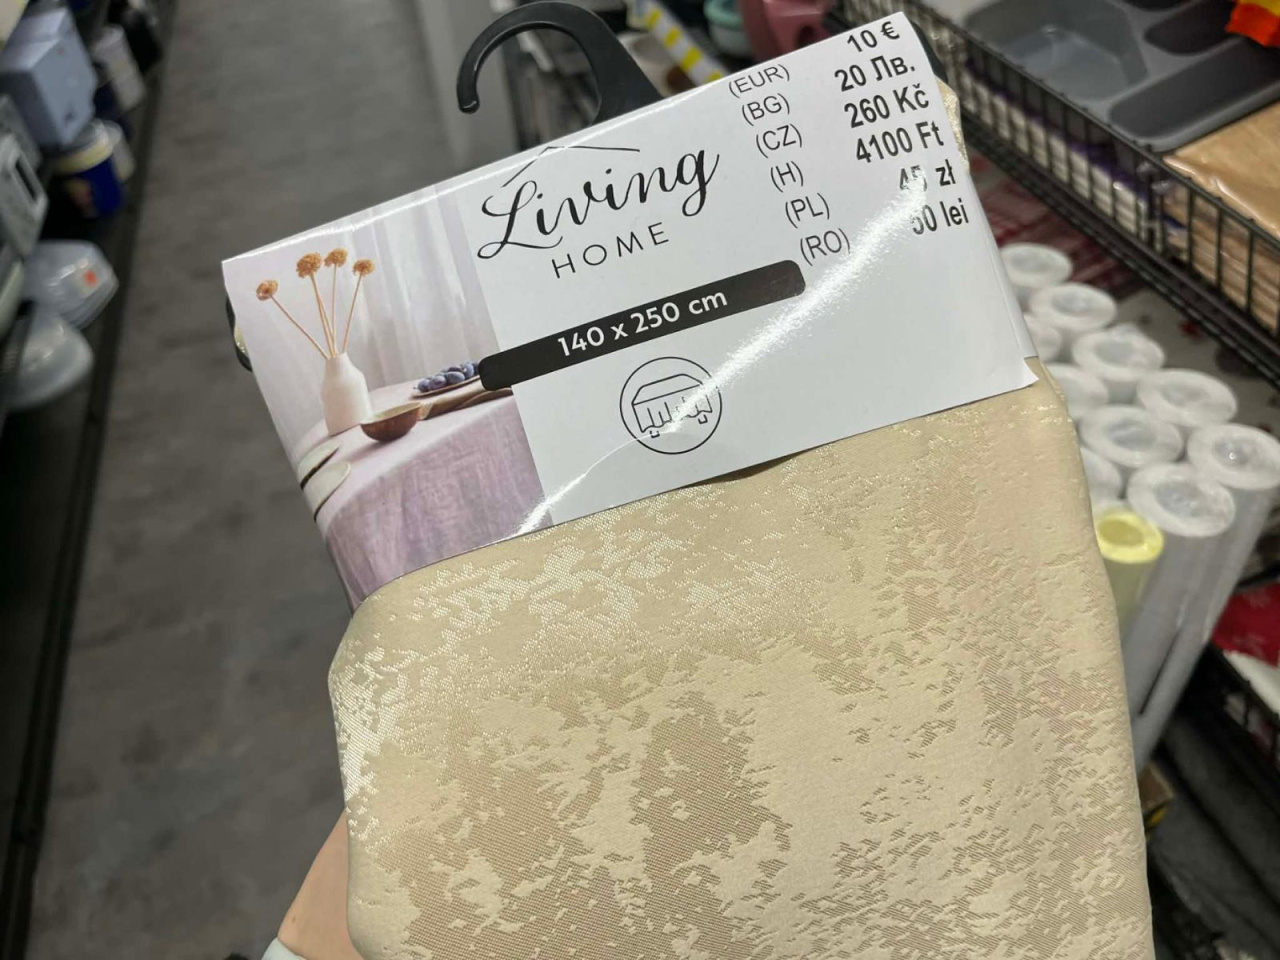 Living
HOME
140 x 250 cm
(EUR) 10 €
(BG) 20 Лв.
(CZ) 260 Kč
(H) 4100 Ft
(PL) 45 zł
(RO) lei